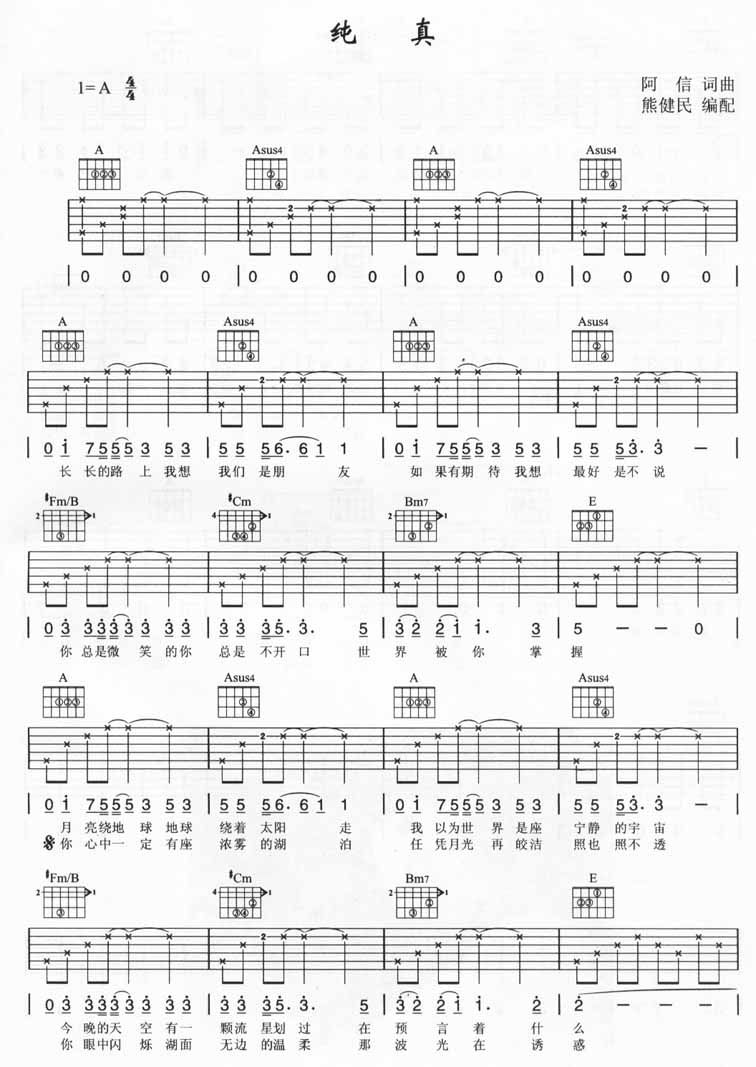 纯 真
1=A 4/4
阿 信 词曲
熊健民 编配
A Asus4 A Asus4
0 0 0 0 | 0 0 0 0 | 0 0 0 0 | 0 0 0 0
A Asus4 A Asus4
0 1 7 5 5 5 3 5 3 | 5 5 5 6. 6 1 1 | 0 1 7 5 5 5 3 5 3 | 5 5 5 3. 3 —
长 长的路 上 我想 我们 是朋 友 如 果有期 待 我想 最好 是不 说
#Fm/B #Cm Bm7 E
0 3 3 3 3 3 3 3 3 | 3 3 3 5. 3. 5 | 3 2 2 1 1. 3 | 5 — — 0
你 总是微 笑 的你 总是 不开 口 世 界 被 你 掌 握
A Asus4 A Asus4
0 1 7 5 5 5 3 5 3 | 5 5 5 6. 6 1 1 | 0 1 7 5 5 5 3 5 3 | 5 5 5 3. 3 —
月 亮绕地 球 地球 绕着 太阳 走 我 以为世 界 是座 宁静 的宇 宙
你 心中一 定 有座 浓雾 的湖 泊 任 凭月光 再 皎洁 照也 照不 透
#Fm/B #Cm Bm7 E
0 3 3 3 3 3 3 3 3 | 3 3 3 5. 3. 5 | 3 2 2 1 1. 2 | 2 — — —
今 晚的天 空 有一 颗流 星划 过 在 预 言 着 什 么
你 眼中闪 烁 湖面 无边 的温 柔 那 波 光 在 诱 惑